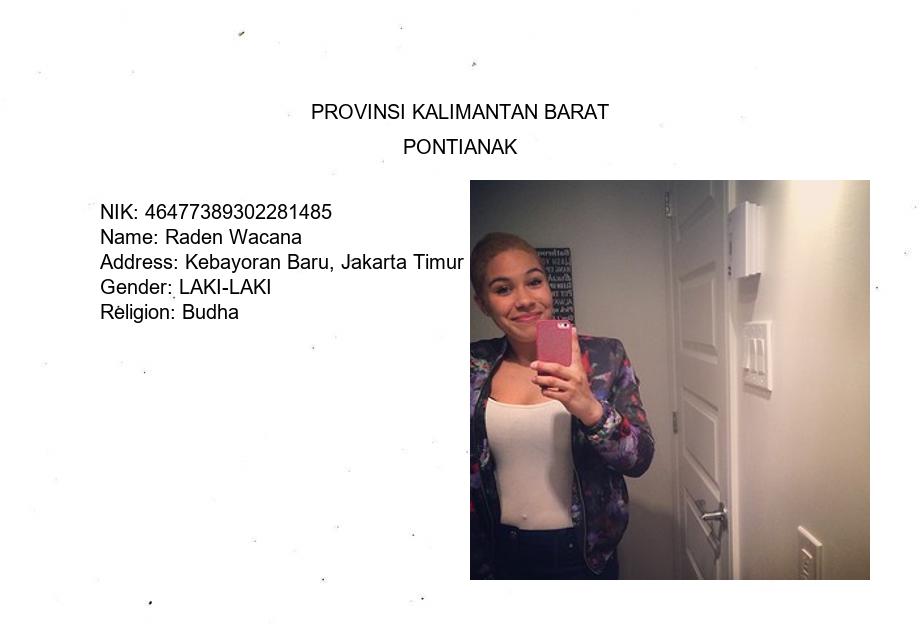 PROVINSI KALIMANTAN BARAT
PONTIANAK
NIK: 46477389302281485
Name: Raden Wacana
Address: Kebayoran Baru, Jakarta Timur
Gender: LAKI-LAKI
Religion: Budha